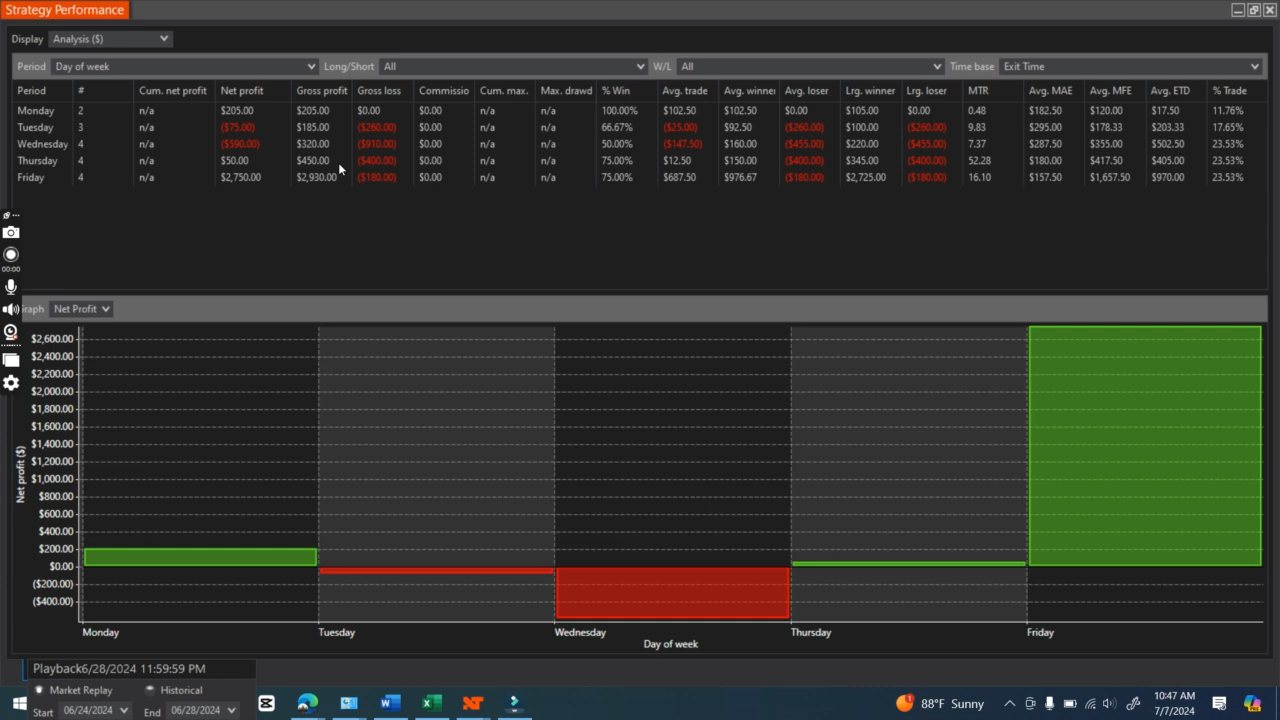 Strategy Performance
Display Analysis ($)
Period Day of week Long/Short All W/L All Time base Exit Time
Period # Cum. net profit Net profit Gross profit Gross loss Commissio Cum. max. Max. drawd % Win Avg. trade Avg. winner Avg. loser Lrg. winner Lrg. loser MTR Avg. MAE Avg. MFE Avg. ETD % Trade
Monday 2 n/a $205.00 $205.00 $0.00 $0.00 n/a n/a 100.00% $102.50 $102.50 $0.00 $105.00 $0.00 0.48 $182.50 $120.00 $17.50 11.76%
Tuesday 3 n/a ($75.00) $185.00 ($260.00) $0.00 n/a n/a 66.67% ($25.00) $92.50 ($260.00) $100.00 ($260.00) 9.83 $295.00 $178.33 $203.33 17.65%
Wednesday 4 n/a ($590.00) $320.00 ($910.00) $0.00 n/a n/a 50.00% ($147.50) $160.00 ($455.00) $220.00 ($455.00) 7.37 $287.50 $355.00 $502.50 23.53%
Thursday 4 n/a $50.00 $450.00 ($400.00) $0.00 n/a n/a 75.00% $12.50 $150.00 ($400.00) $345.00 ($400.00) 52.28 $180.00 $417.50 $405.00 23.53%
Friday 4 n/a $2,750.00 $2,930.00 ($180.00) $0.00 n/a n/a 75.00% $687.50 $976.67 ($180.00) $2,725.00 ($180.00) 16.10 $157.50 $1,657.50 $970.00 23.53%
00:00
raph Net Profit
$2,600.00
$2,400.00
$2,200.00
$2,000.00
$1,800.00
$1,600.00
$1,400.00
$1,200.00
$1,000.00
$800.00
$600.00
$400.00
$200.00
$0.00
($200.00)
($400.00)
Net profit ($)
Monday Tuesday Wednesday Thursday Friday
Day of week
Playback6/28/2024 11:59:59 PM
Market Replay Historical
Start 06/24/2024 End 06/28/2024
1 88°F Sunny
10:47 AM
7/7/2024